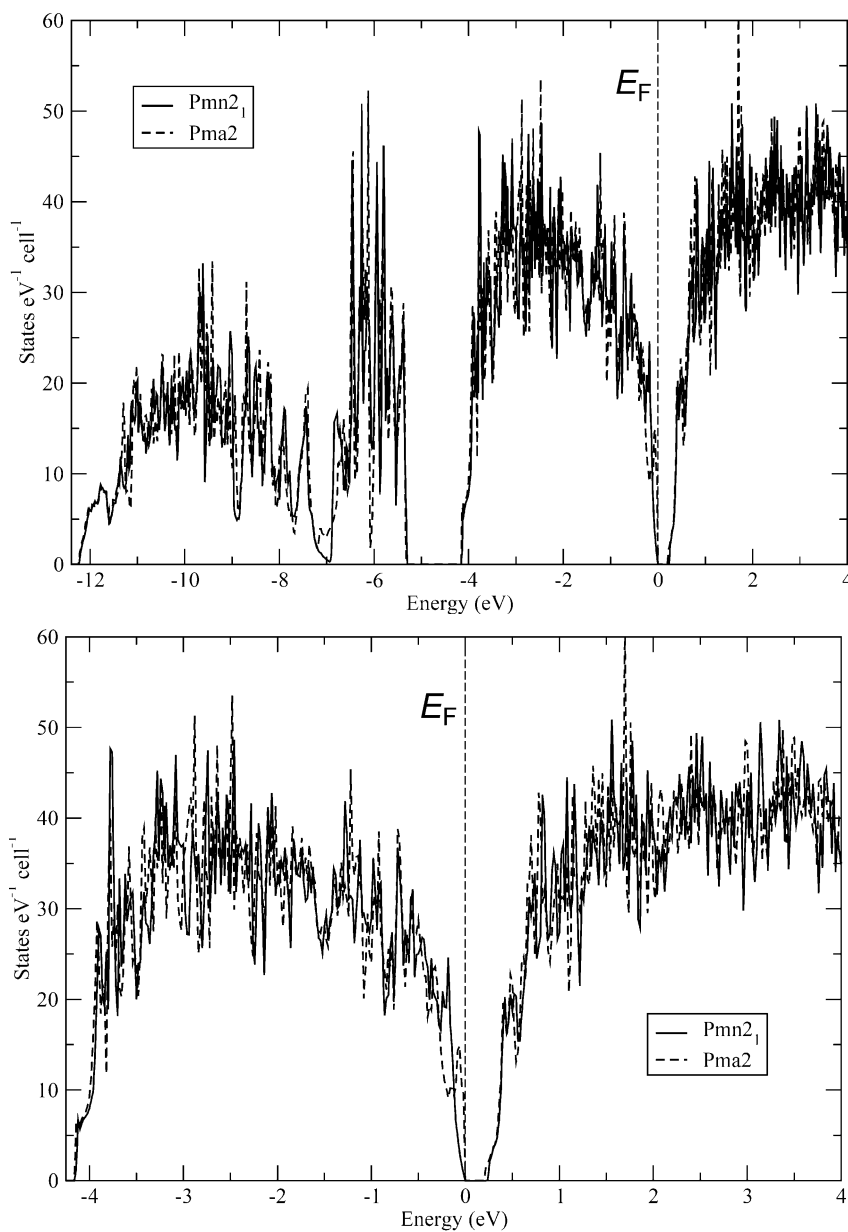 60
50
40
30
20
10
0
States eV⁻¹ cell⁻¹
Pmn2₁
Pma2
E_F
-12 -10 -8 -6 -4 -2 0 2 4
Energy (eV)
60
50
40
30
20
10
0
States eV⁻¹ cell⁻¹
E_F
Pmn2₁
Pma2
-4 -3 -2 -1 0 1 2 3 4
Energy (eV)